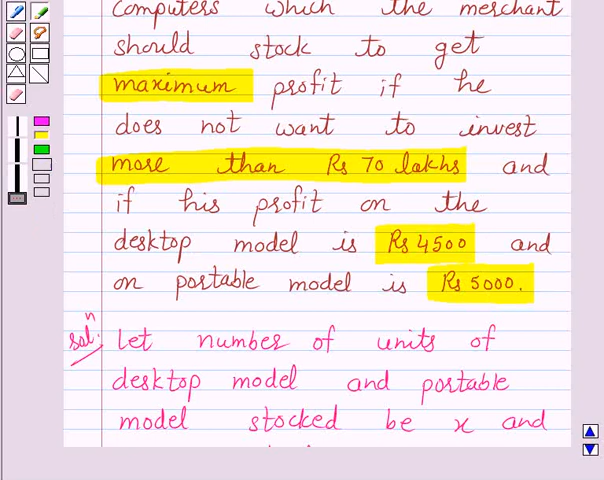 computers which the merchant
should stock to get
maximum profit if he
does not want to invest
more than Rs 70 lakhs and
if his profit on the
desktop model is Rs 4500 and
on portable model is Rs 5000.
solⁿ. Let number of units of
desktop model and portable
model stocked be x and